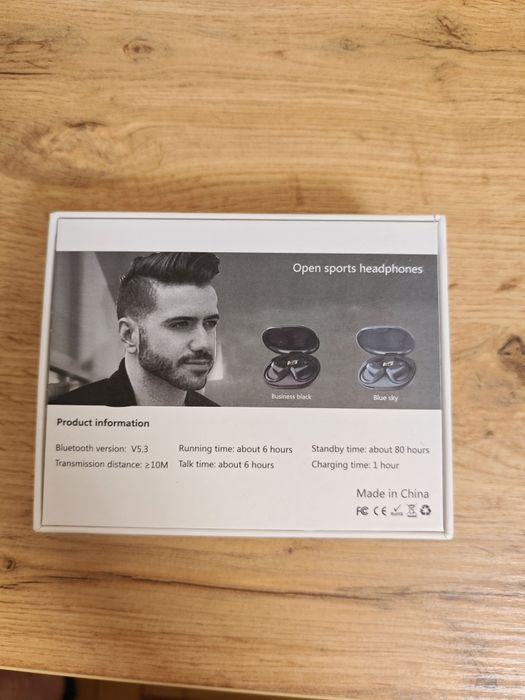 Open sports headphones
Business black
Blue sky
Product information
Bluetooth version: V5.3 Running time: about 6 hours Standby time: about 80 hours
Transmission distance: ≥10M Talk time: about 6 hours Charging time: 1 hour
Made in China
FC CE RoHS